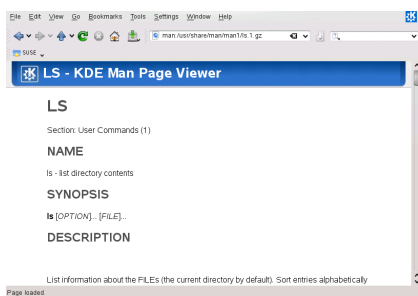 File Edit View Go Bookmarks Tools Settings Window Help
man:/usr/share/man/man1/ls.1.gz
SUSE
LS - KDE Man Page Viewer
LS
Section: User Commands (1)
NAME
ls - list directory contents
SYNOPSIS
ls [OPTION]... [FILE]...
DESCRIPTION
List information about the FILEs (the current directory by default). Sort entries alphabetically
Page loaded.